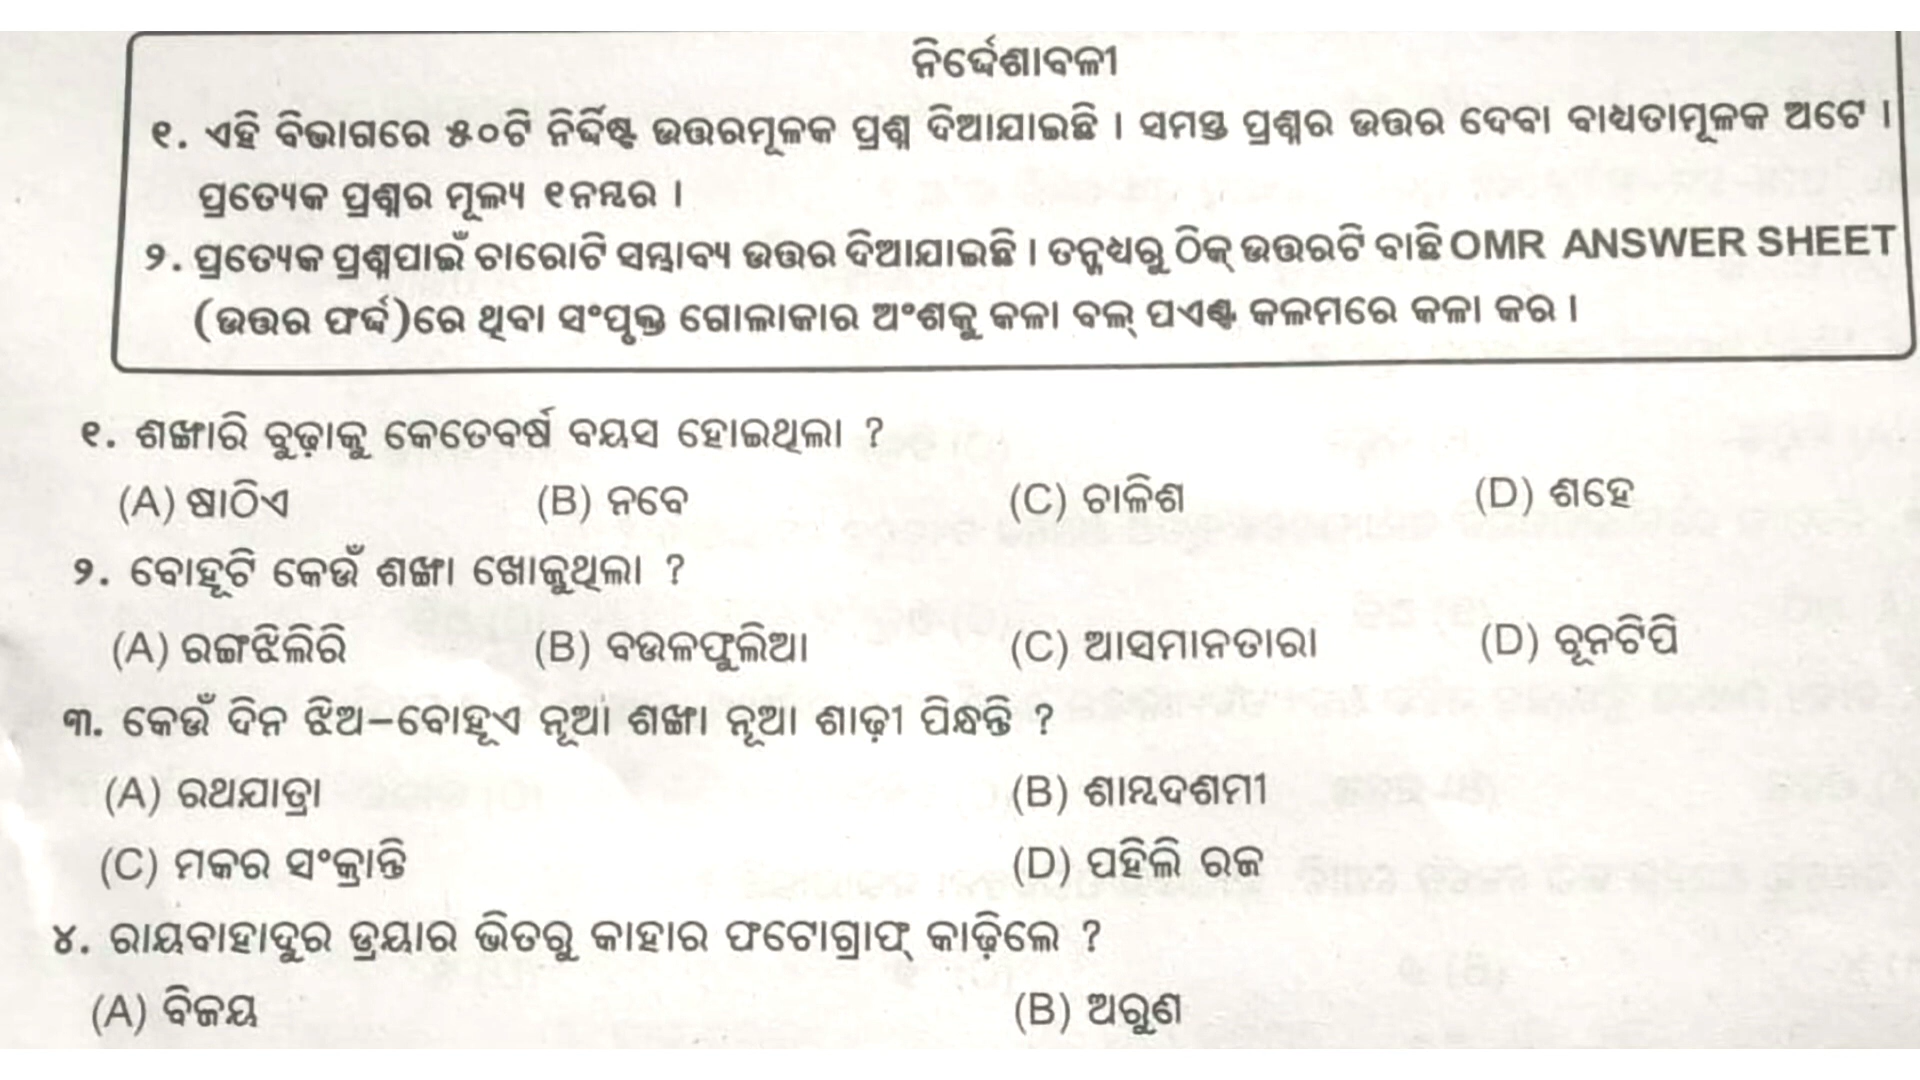 ନିର୍ଦ୍ଦେଶାବଳୀ
୧. ଏହି ବିଭାଗରେ ୫୦ଟି ନିର୍ଦ୍ଦିଷ୍ଟ ଉତ୍ତରମୂଳକ ପ୍ରଶ୍ନ ଦିଆଯାଇଛି । ସମସ୍ତ ପ୍ରଶ୍ନର ଉତ୍ତର ଦେବା ବାଧ୍ୟତାମୂଳକ ଅଟେ ।
ପ୍ରତ୍ୟେକ ପ୍ରଶ୍ନର ମୂଲ୍ୟ ୧ନମ୍ବର ।
୨. ପ୍ରତ୍ୟେକ ପ୍ରଶ୍ନପାଇଁ ଚାରୋଟି ସମ୍ଭାବ୍ୟ ଉତ୍ତର ଦିଆଯାଇଛି । ତନ୍ମଧ୍ୟରୁ ଠିକ୍ ଉତ୍ତରଟି ବାଛି OMR ANSWER SHEET
(ଉତ୍ତର ଫର୍ଦ୍ଦ)ରେ ଥିବା ସଂପୃକ୍ତ ଗୋଲାକାର ଅଂଶକୁ କଳା ବଲ୍ ପଏଣ୍ଟ କଲମରେ କଳା କର ।
୧. ଶଙ୍ଖାରି ବୁଢ଼ାକୁ କେତେବର୍ଷ ବୟସ ହୋଇଥିଲା ?
(A) ଷାଠିଏ (B) ନବେ (C) ଚାଳିଶ (D) ଶହେ
୨. ବୋହୂଟି କେଉଁ ଶଙ୍ଖା ଖୋଜୁଥିଲା ?
(A) ରଙ୍ଗଝିଲିରି (B) ବଉଳଫୁଲିଆ (C) ଆସମାନତାରା (D) ଚୂନଟିପି
୩. କେଉଁ ଦିନ ଝିଅ-ବୋହୂଏ ନୂଆ ଶଙ୍ଖା ନୂଆ ଶାଢ଼ୀ ପିନ୍ଧନ୍ତି ?
(A) ରଥଯାତ୍ରା (B) ଶାମ୍ବଦଶମୀ
(C) ମକର ସଂକ୍ରାନ୍ତି (D) ପହିଲି ରଜ
୪. ରାୟବାହାଦୁର ଡ୍ରୟାର ଭିତରୁ କାହାର ଫଟୋଗ୍ରାଫ୍ କାଢ଼ିଲେ ?
(A) ବିଜୟ (B) ଅରୁଣ